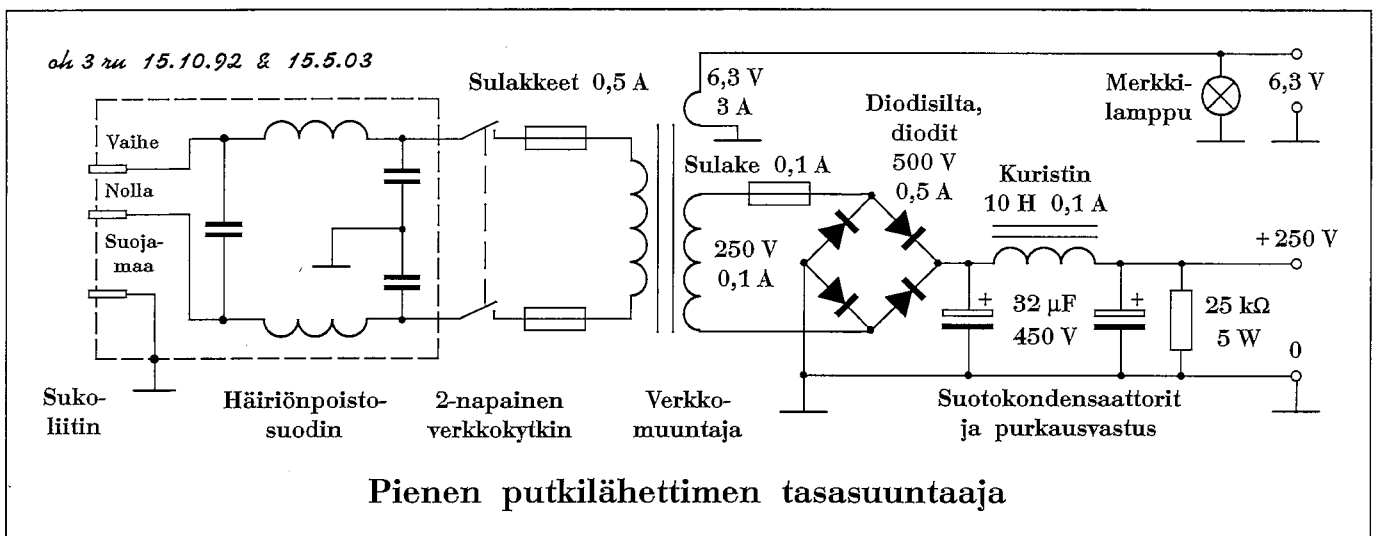 oh 3 ru 15.10.92 & 15.5.03
Sulakkeet 0,5 A
6,3 V
3 A
Merkki-
lamppu
6,3 V
Vaihe
Nolla
Suoja-
maa
Diodisilta,
diodit
500 V
0,5 A
Sulake 0,1 A
Kuristin
10 H 0,1 A
250 V
0,1 A
+250 V
+
32 µF
450 V
+
25 kΩ
5 W
0
Suko-
liitin
Häiriönpoisto-
suodin
2-napainen
verkkokytkin
Verkko-
muuntaja
Suotokondensaattorit
ja purkausvastus
Pienen putkilähettimen tasasuuntaaja